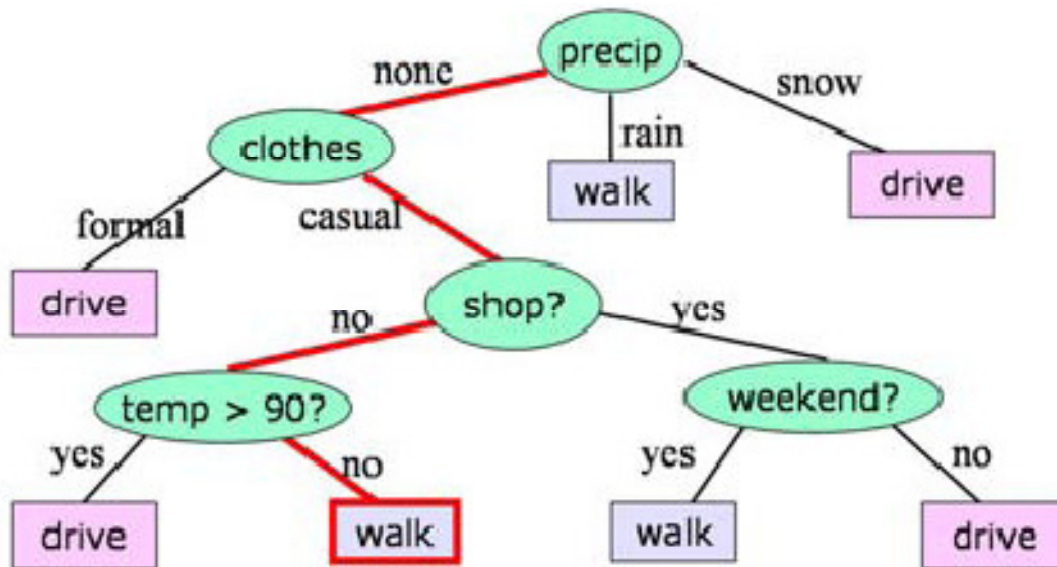 precip
none
snow
rain
clothes
walk
drive
formal
casual
drive
shop?
no
yes
temp > 90?
weekend?
yes
no
yes
no
drive
walk
walk
drive